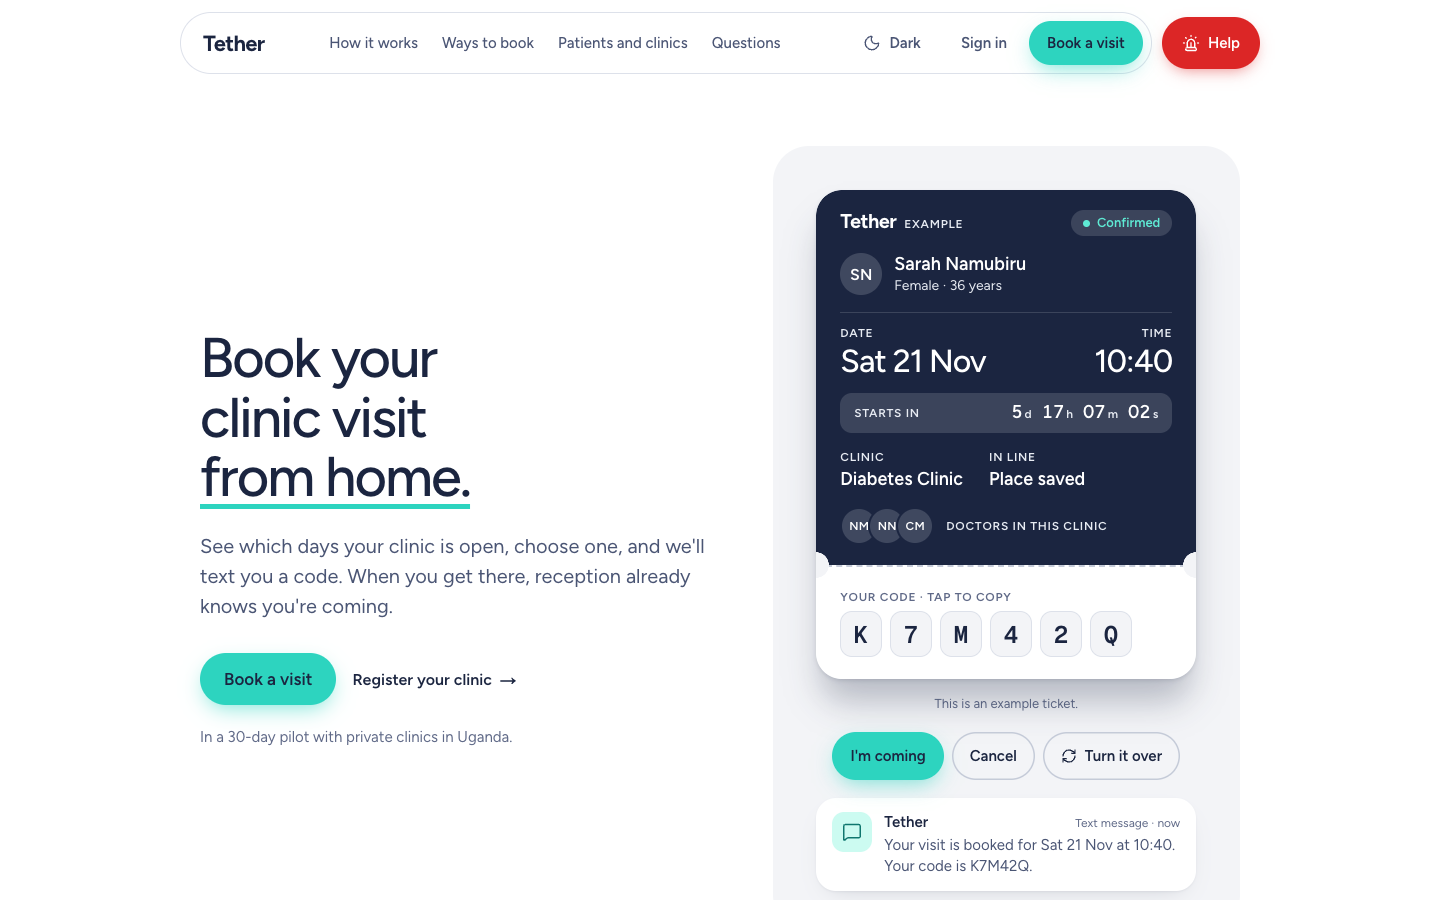 Tether
How it works
Ways to book
Patients and clinics
Questions
Dark
Sign in
Book a visit
Help
Book your
clinic visit
from home.
See which days your clinic is open, choose one, and we'll
text you a code. When you get there, reception already
knows you're coming.
Book a visit
Register your clinic →
In a 30-day pilot with private clinics in Uganda.
Tether EXAMPLE
Confirmed
SN
Sarah Namubiru
Female · 36 years
DATE
TIME
Sat 21 Nov
10:40
STARTS IN
5d 17h 07m 02s
CLINIC
IN LINE
Diabetes Clinic
Place saved
NM NN CM
DOCTORS IN THIS CLINIC
YOUR CODE · TAP TO COPY
K 7 M 4 2 Q
This is an example ticket.
I'm coming
Cancel
Turn it over
Tether
Text message · now
Your visit is booked for Sat 21 Nov at 10:40.
Your code is K7M42Q.